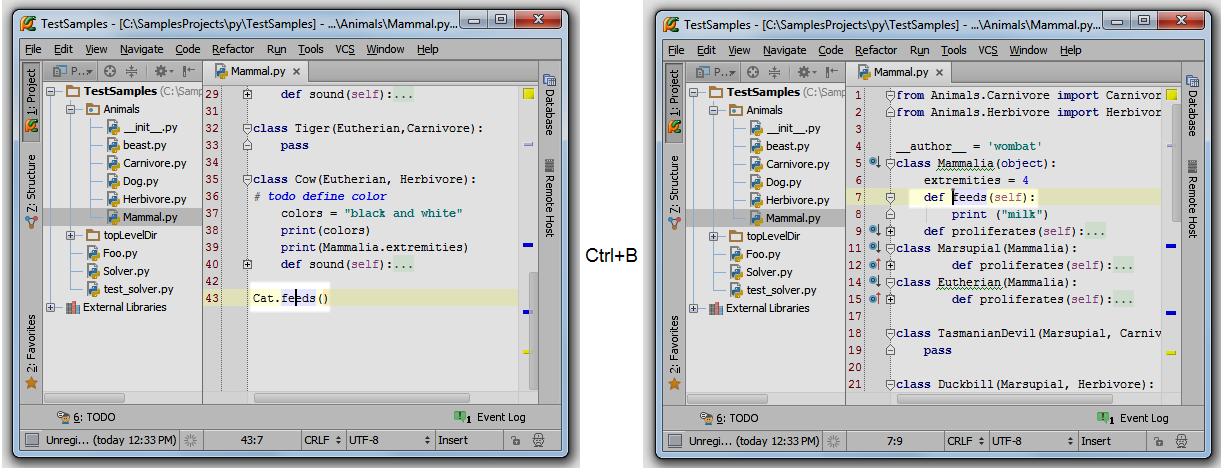 TestSamples - [C:\SamplesProjects\py\TestSamples] - ...\Animals\Mammal.py...
File Edit View Navigate Code Refactor Run Tools VCS Window Help
1: Project
7: Structure
2: Favorites
P...
TestSamples (C:\Samp
Animals
__init__.py
beast.py
Carnivore.py
Dog.py
Herbivore.py
Mammal.py
topLevelDir
Foo.py
Solver.py
test_solver.py
External Libraries
Mammal.py
29 def sound(self):...
31
32 class Tiger(Eutherian,Carnivore):
33 pass
34
35 class Cow(Eutherian, Herbivore):
36 # todo define color
37 colors = "black and white"
38 print(colors)
39 print(Mammalia.extremities)
40 def sound(self):...
42
43 Cat.feeds()
Database
Remote Host
6: TODO
1 Event Log
Unregi... (today 12:33 PM) 43:7 CRLF UTF-8 Insert
Ctrl+B
TestSamples - [C:\SamplesProjects\py\TestSamples] - ...\Animals\Mammal.py...
File Edit View Navigate Code Refactor Run Tools VCS Window Help
1: Project
7: Structure
2: Favorites
P...
TestSamples (C:\Samp
Animals
__init__.py
beast.py
Carnivore.py
Dog.py
Herbivore.py
Mammal.py
topLevelDir
Foo.py
Solver.py
test_solver.py
External Libraries
Mammal.py
1 from Animals.Carnivore import Carnivor
2 from Animals.Herbivore import Herbivor
3
4 __author__ = 'wombat'
5 class Mammalia(object):
6 extremities = 4
7 def feeds(self):
8 print ("milk")
9 def proliferates(self):...
11 class Marsupial(Mammalia):
12 def proliferates(self):...
14 class Eutherian(Mammalia):
15 def proliferates(self):...
17
18 class TasmanianDevil(Marsupial, Carniv
19 pass
20
21 class Duckbill(Marsupial, Herbivore):
Database
Remote Host
6: TODO
1 Event Log
Unregi... (today 12:33 PM) 7:9 CRLF UTF-8 Insert